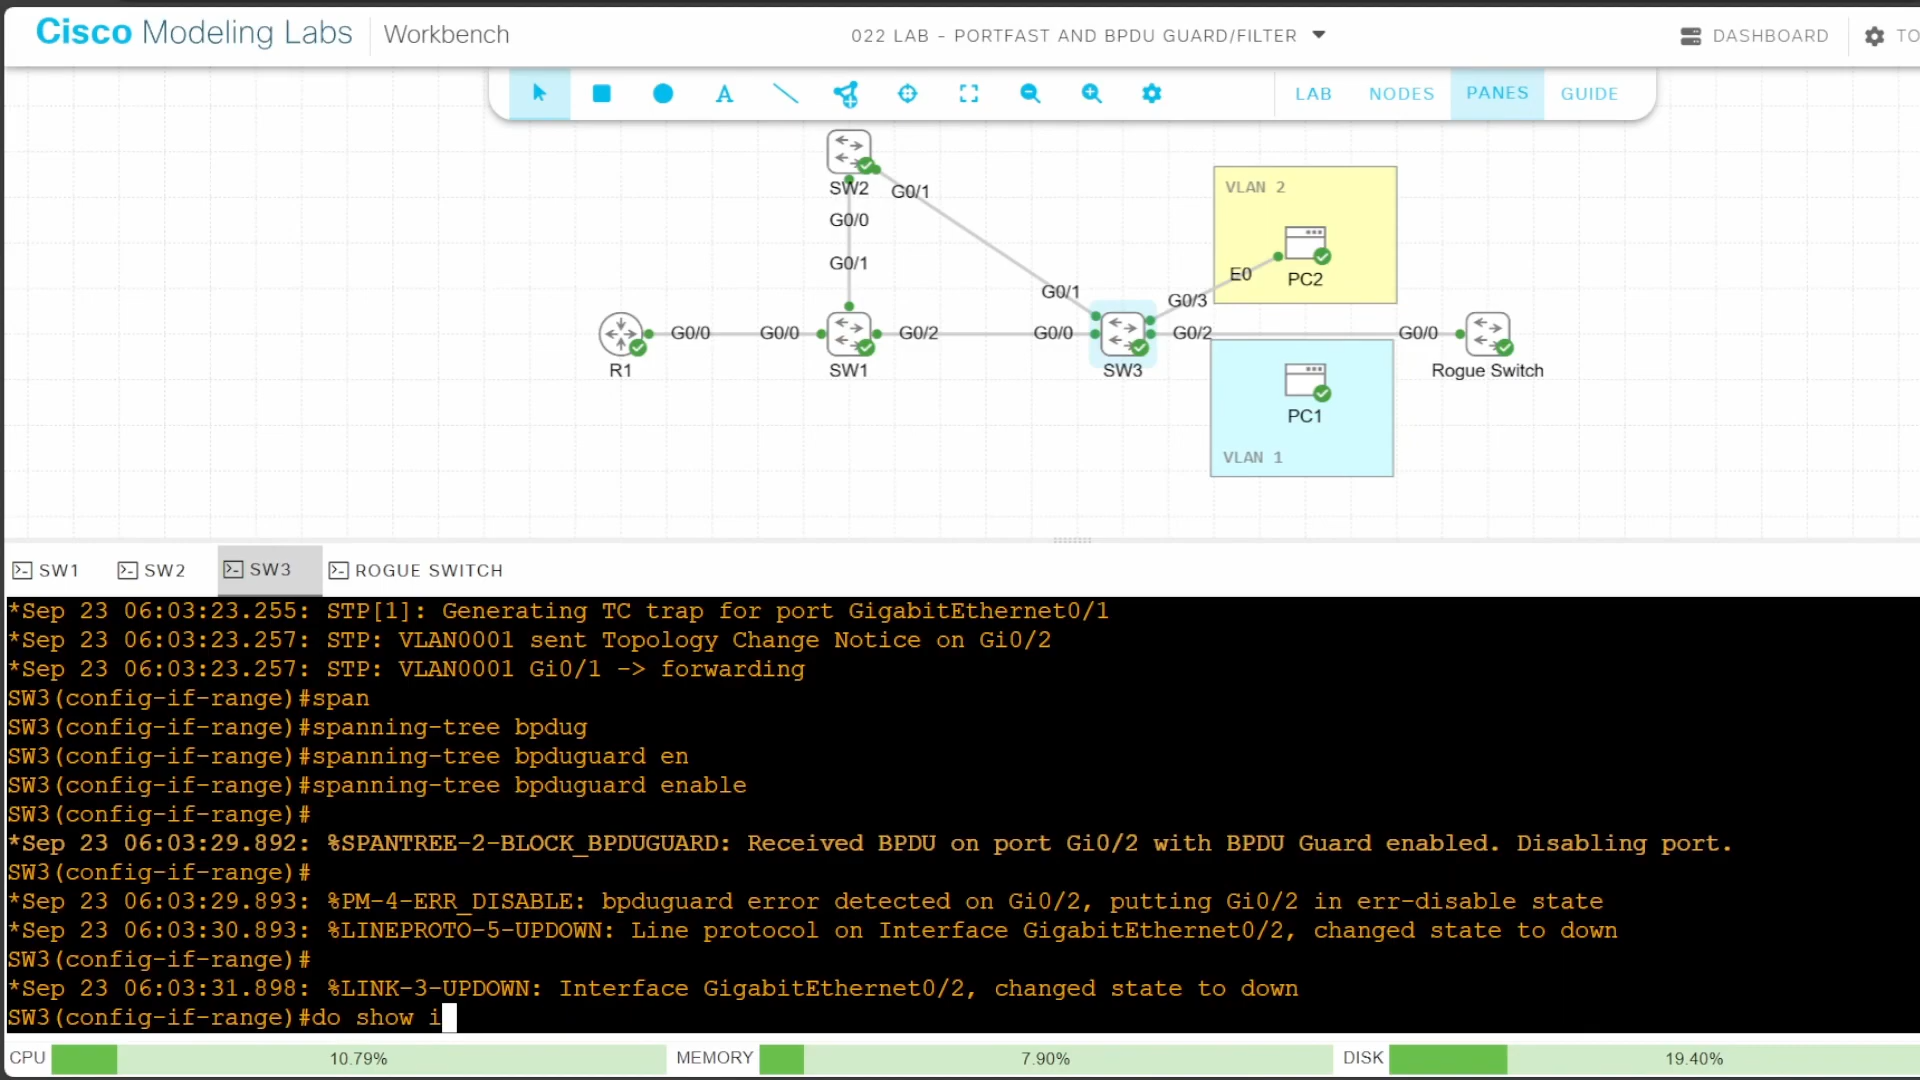 Cisco Modeling Labs Workbench 022 LAB - PORTFAST AND BPDU GUARD/FILTER DASHBOARD TO
A LAB NODES PANES GUIDE
SW2
G0/1
G0/0
G0/1
VLAN 2
E0
PC2
G0/1
G0/3
G0/0 G0/0 G0/2 G0/0 G0/2 G0/0
R1 SW1 SW3 Rogue Switch
PC1
VLAN 1
SW1 SW2 SW3 ROGUE SWITCH
*Sep 23 06:03:23.255: STP[1]: Generating TC trap for port GigabitEthernet0/1
*Sep 23 06:03:23.257: STP: VLAN0001 sent Topology Change Notice on Gi0/2
*Sep 23 06:03:23.257: STP: VLAN0001 Gi0/1 -> forwarding
SW3(config-if-range)#span
SW3(config-if-range)#spanning-tree bpdug
SW3(config-if-range)#spanning-tree bpduguard en
SW3(config-if-range)#spanning-tree bpduguard enable
SW3(config-if-range)#
*Sep 23 06:03:29.892: %SPANTREE-2-BLOCK_BPDUGUARD: Received BPDU on port Gi0/2 with BPDU Guard enabled. Disabling port.
SW3(config-if-range)#
*Sep 23 06:03:29.893: %PM-4-ERR_DISABLE: bpduguard error detected on Gi0/2, putting Gi0/2 in err-disable state
*Sep 23 06:03:30.893: %LINEPROTO-5-UPDOWN: Line protocol on Interface GigabitEthernet0/2, changed state to down
SW3(config-if-range)#
*Sep 23 06:03:31.898: %LINK-3-UPDOWN: Interface GigabitEthernet0/2, changed state to down
SW3(config-if-range)#do show i
CPU 10.79% MEMORY 7.90% DISK 19.40%